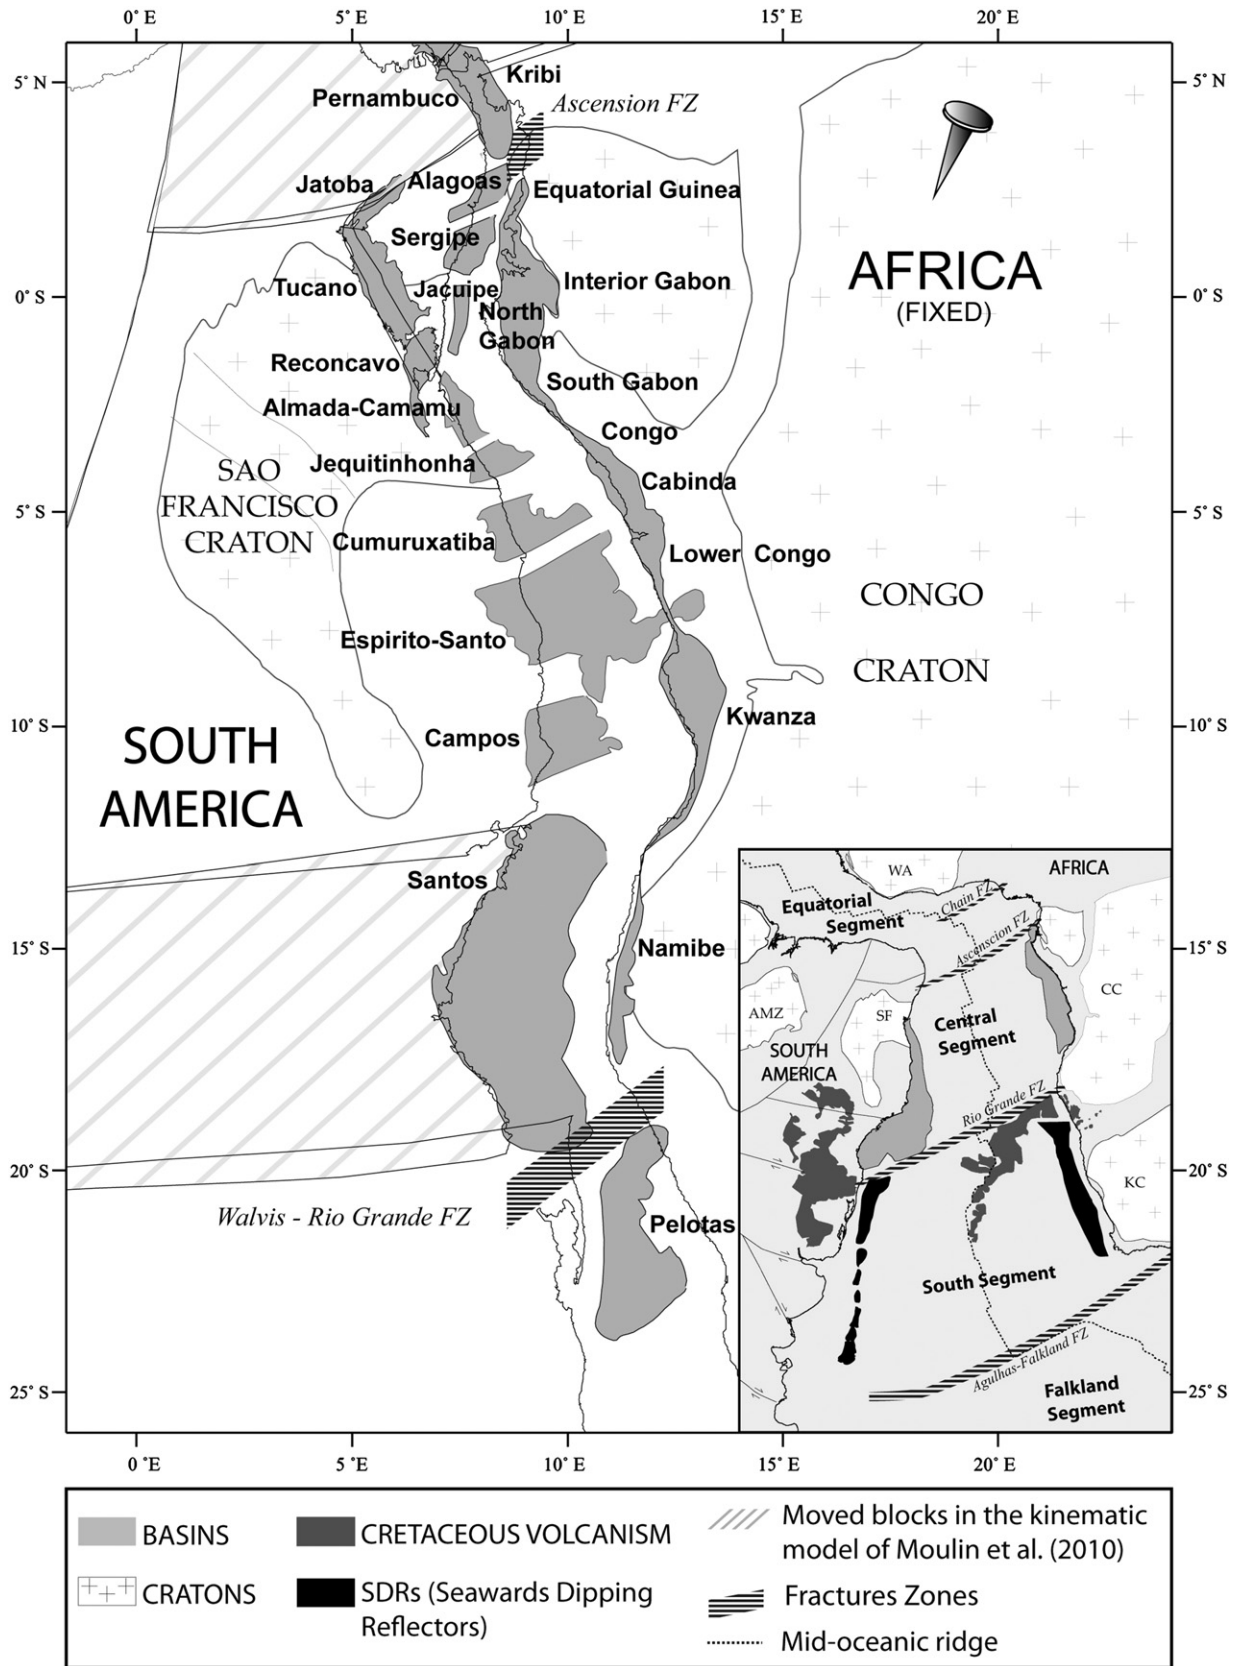 0° E 5° E 10° E 15° E 20° E
5° N
5° N
Kribi
Pernambuco
Ascension FZ
Jatoba
Alagoas
Equatorial Guinea
Sergipe
AFRICA
(FIXED)
Tucano
Jacuipe
Interior Gabon
0° S
0° S
North
Gabon
Reconcavo
South Gabon
Almada-Camamu
Congo
Jequitinhonha
Cabinda
SAO
FRANCISCO
CRATON
5° S
5° S
Cumuruxatiba
Lower Congo
CONGO
CRATON
Espirito-Santo
Kwanza
10° S
10° S
Campos
SOUTH
AMERICA
Santos
Namibe
15° S
15° S
20° S
20° S
Walvis - Rio Grande FZ
Pelotas
25° S
25° S
WA
AFRICA
Equatorial
Segment
Chain FZ
Ascenscion FZ
AMZ
SF
CC
Central
Segment
SOUTH
AMERICA
Rio Grande FZ
KC
South Segment
Agulhas-Falkland FZ
Falkland
Segment
0° E 5° E 10° E 15° E 20° E
BASINS
CRATONS
CRETACEOUS VOLCANISM
SDRs (Seawards Dipping
Reflectors)
Moved blocks in the kinematic
model of Moulin et al. (2010)
Fractures Zones
Mid-oceanic ridge